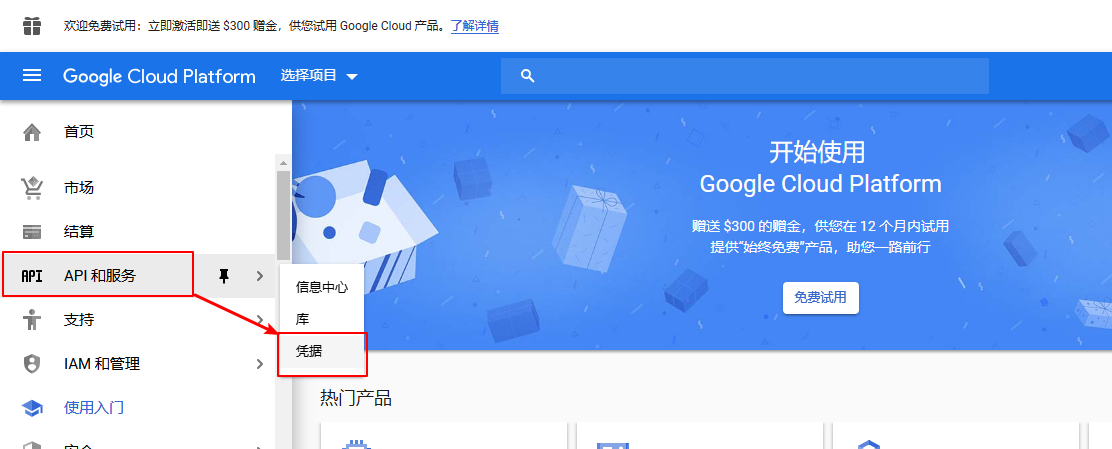 欢迎免费试用：立即激活即送 $300 赠金，供您试用 Google Cloud 产品。了解详情
Google Cloud Platform 选择项目
首页
市场
结算
API API 和服务
支持
IAM 和管理
使用入门
安全
信息中心
库
凭据
开始使用
Google Cloud Platform
赠送 $300 的赠金，供您在 12 个月内试用
提供“始终免费”产品，助您一路前行
免费试用
热门产品